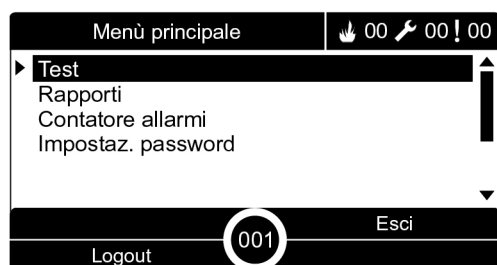 Menù principale 00 00 00
Test
Rapporti
Contatore allarmi
Impostaz. password
Esci
001
Logout